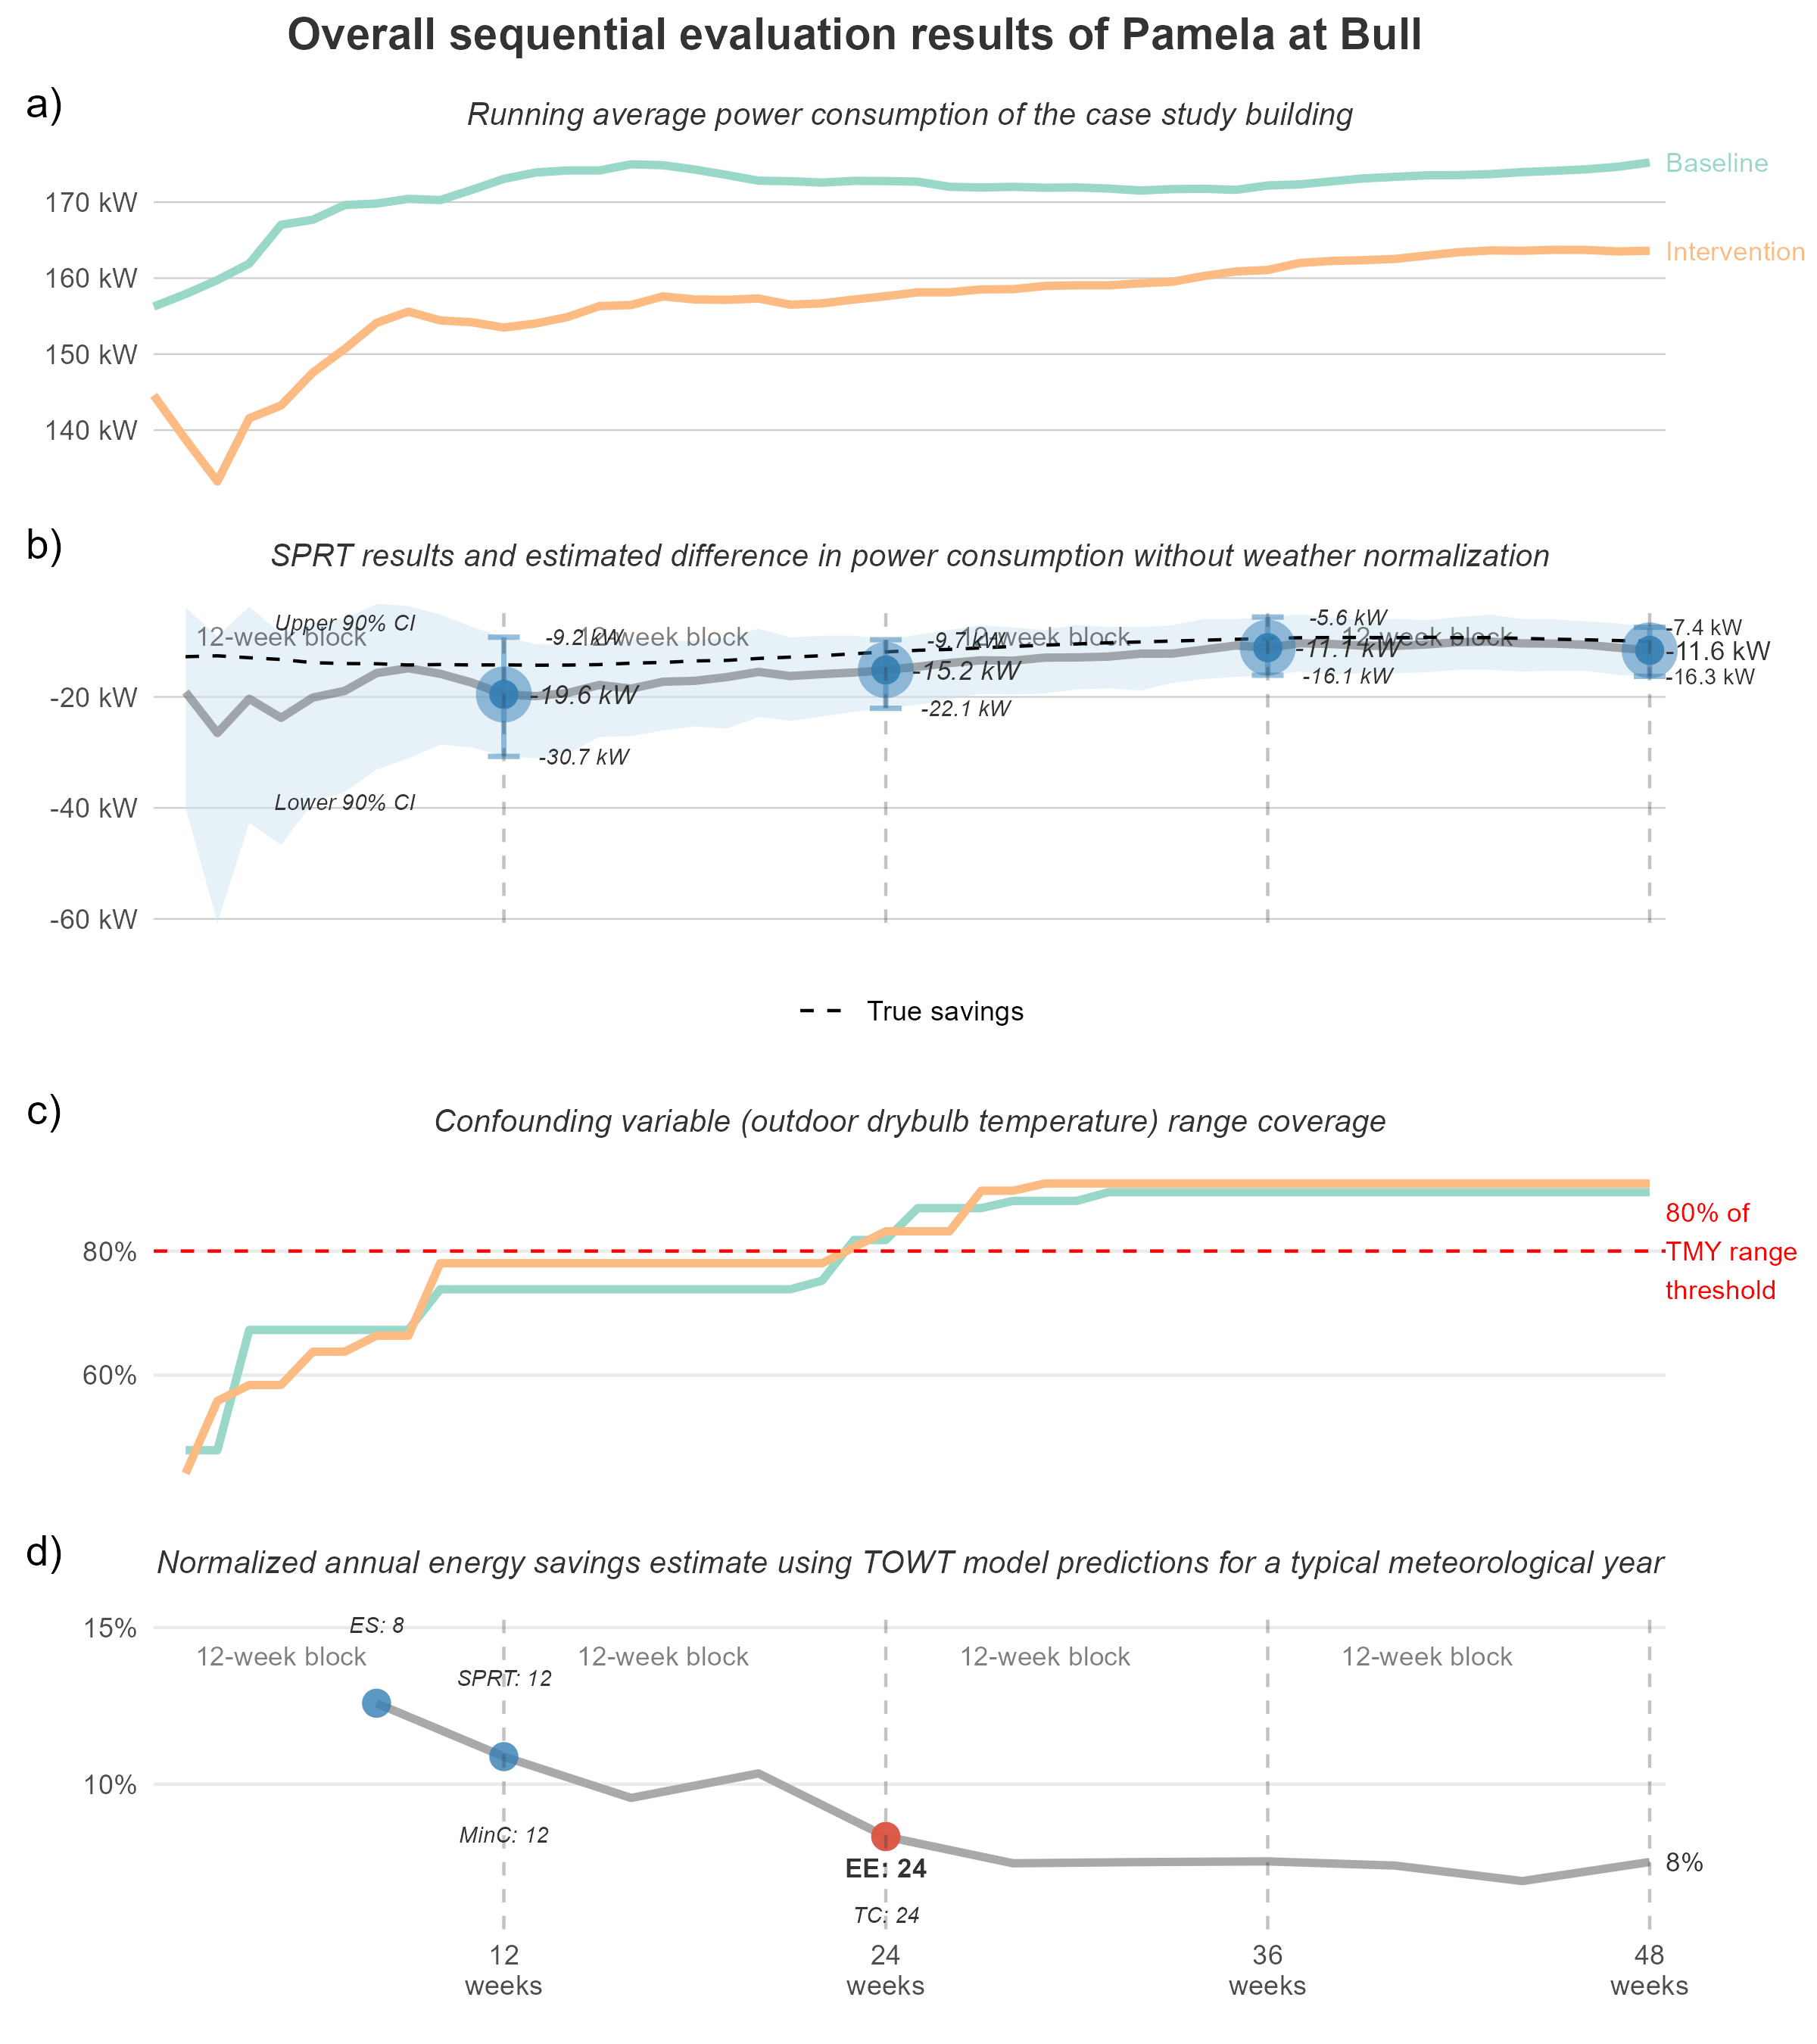 Overall sequential evaluation results of Pamela at Bull
a)
Running average power consumption of the case study building
Baseline
170 kW
Intervention
160 kW
150 kW
140 kW
b)
SPRT results and estimated difference in power consumption without weather normalization
Upper 90% CI
12-week block
12-week block
12-week block
12-week block
-9.2 kW
-9.7 kW
-5.6 kW
-7.4 kW
-19.6 kW
-15.2 kW
-11.1 kW
-11.6 kW
-30.7 kW
-22.1 kW
-16.1 kW
-16.3 kW
-20 kW
Lower 90% CI
-40 kW
-60 kW
True savings
c)
Confounding variable (outdoor drybulb temperature) range coverage
80% of
TMY range
threshold
80%
60%
d)
Normalized annual energy savings estimate using TOWT model predictions for a typical meteorological year
15%
ES: 8
12-week block
12-week block
12-week block
12-week block
SPRT: 12
10%
MinC: 12
EE: 24
8%
TC: 24
12
weeks
24
weeks
36
weeks
48
weeks